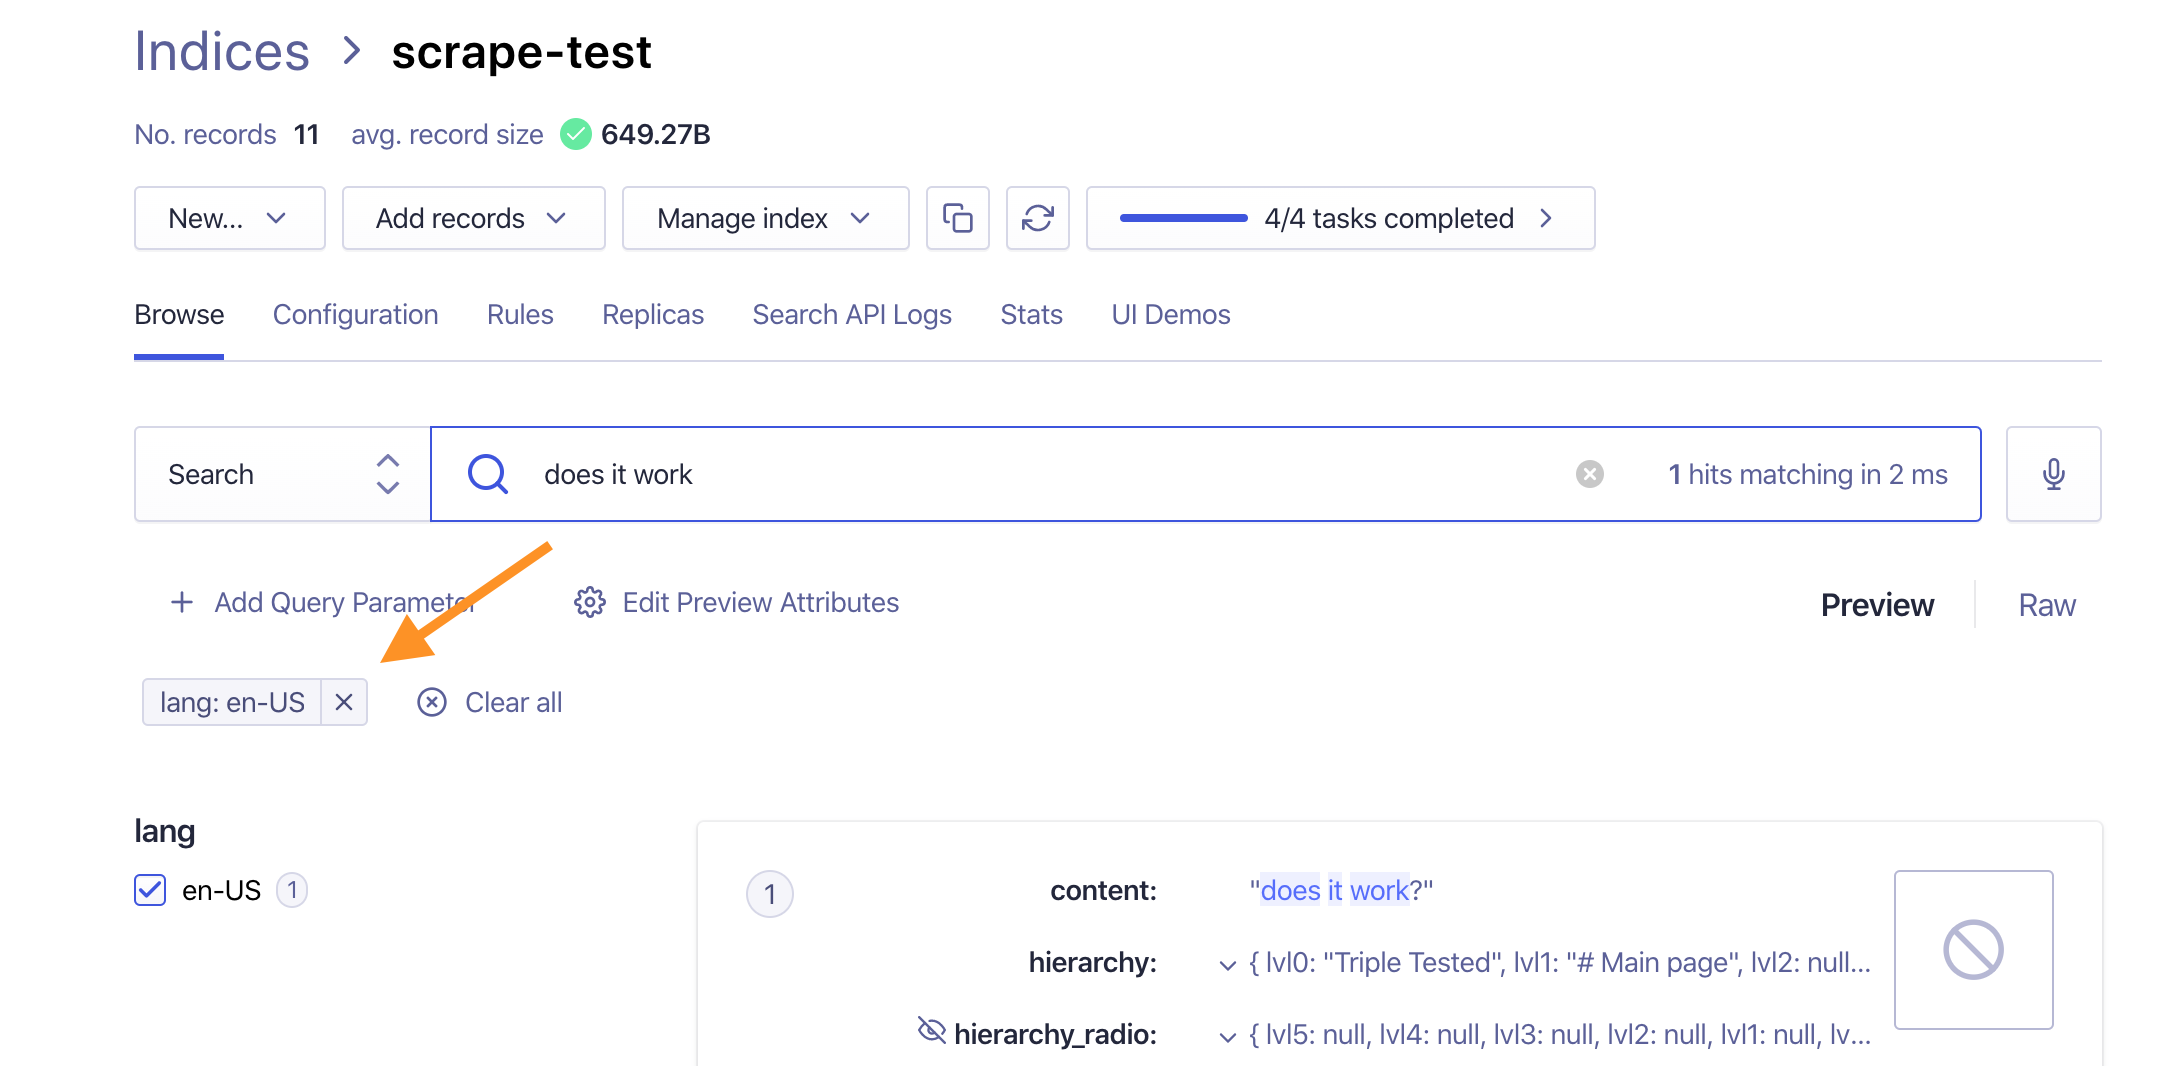 Indices > scrape-test
No. records 11 avg. record size 649.27B
New... Add records Manage index 4/4 tasks completed
Browse Configuration Rules Replicas Search API Logs Stats UI Demos
Search does it work 1 hits matching in 2 ms
Add Query Parameter Edit Preview Attributes Preview Raw
lang: en-US Clear all
lang
en-US 1
1 content: "does it work?"
hierarchy: { lvl0: "Triple Tested", lvl1: "# Main page", lvl2: null...
hierarchy_radio: { lvl5: null, lvl4: null, lvl3: null, lvl2: null, lvl1: null, lv...